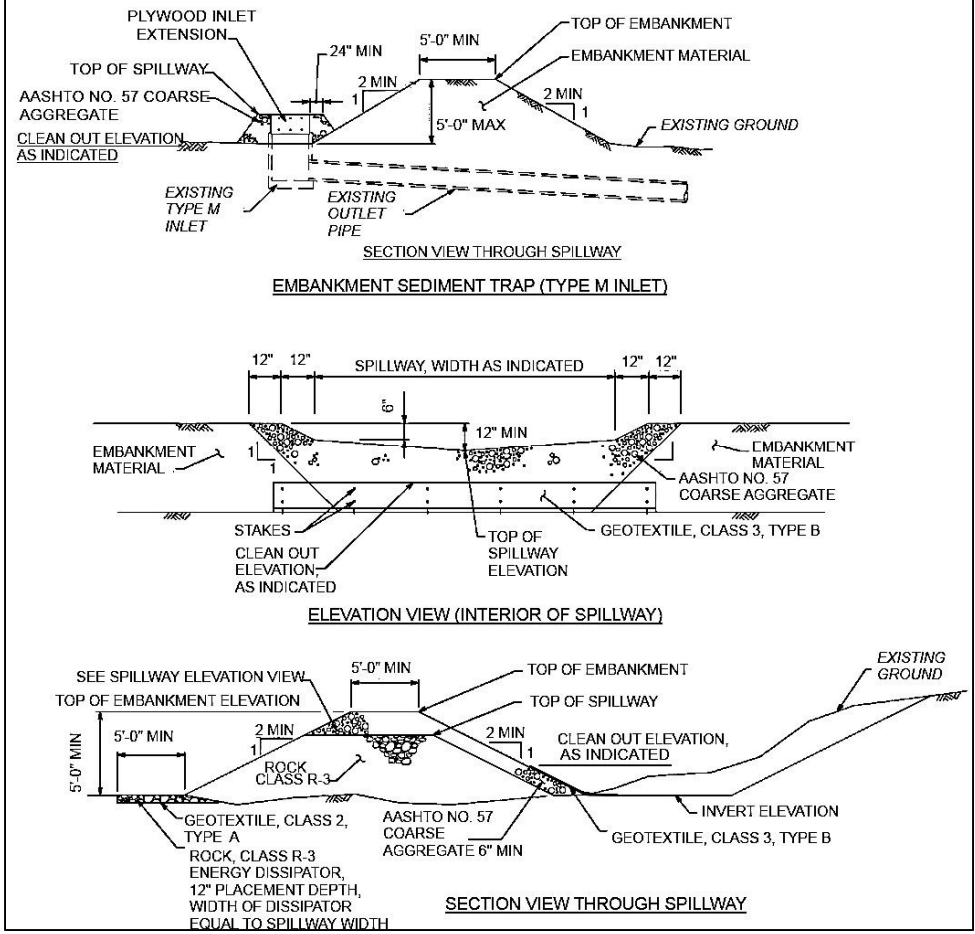 PLYWOOD INLET
EXTENSION
24" MIN
5'-0" MIN
TOP OF EMBANKMENT
EMBANKMENT MATERIAL
TOP OF SPILLWAY
2 MIN
1
2 MIN
1
AASHTO NO. 57 COARSE
AGGREGATE
5'-0" MAX
EXISTING GROUND
CLEAN OUT ELEVATION
AS INDICATED
EXISTING
TYPE M
INLET
EXISTING
OUTLET
PIPE
SECTION VIEW THROUGH SPILLWAY
EMBANKMENT SEDIMENT TRAP (TYPE M INLET)
12"
12"
SPILLWAY, WIDTH AS INDICATED
12"
12"
6"
12" MIN
EMBANKMENT
MATERIAL
1
1
1
1
EMBANKMENT
MATERIAL
AASHTO NO. 57
COARSE AGGREGATE
STAKES
GEOTEXTILE, CLASS 3, TYPE B
CLEAN OUT
ELEVATION,
AS INDICATED
TOP OF
SPILLWAY
ELEVATION
ELEVATION VIEW (INTERIOR OF SPILLWAY)
SEE SPILLWAY ELEVATION VIEW
TOP OF EMBANKMENT ELEVATION
5'-0" MIN
TOP OF EMBANKMENT
TOP OF SPILLWAY
EXISTING
GROUND
5'-0" MIN
5'-0" MIN
2 MIN
1
2 MIN
1
CLEAN OUT ELEVATION,
AS INDICATED
ROCK
CLASS R-3
INVERT ELEVATION
GEOTEXTILE, CLASS 2,
TYPE A
AASHTO NO. 57
COARSE
AGGREGATE 6" MIN
GEOTEXTILE, CLASS 3, TYPE B
ROCK, CLASS R-3
ENERGY DISSIPATOR,
12" PLACEMENT DEPTH,
WIDTH OF DISSIPATOR
EQUAL TO SPILLWAY WIDTH
SECTION VIEW THROUGH SPILLWAY